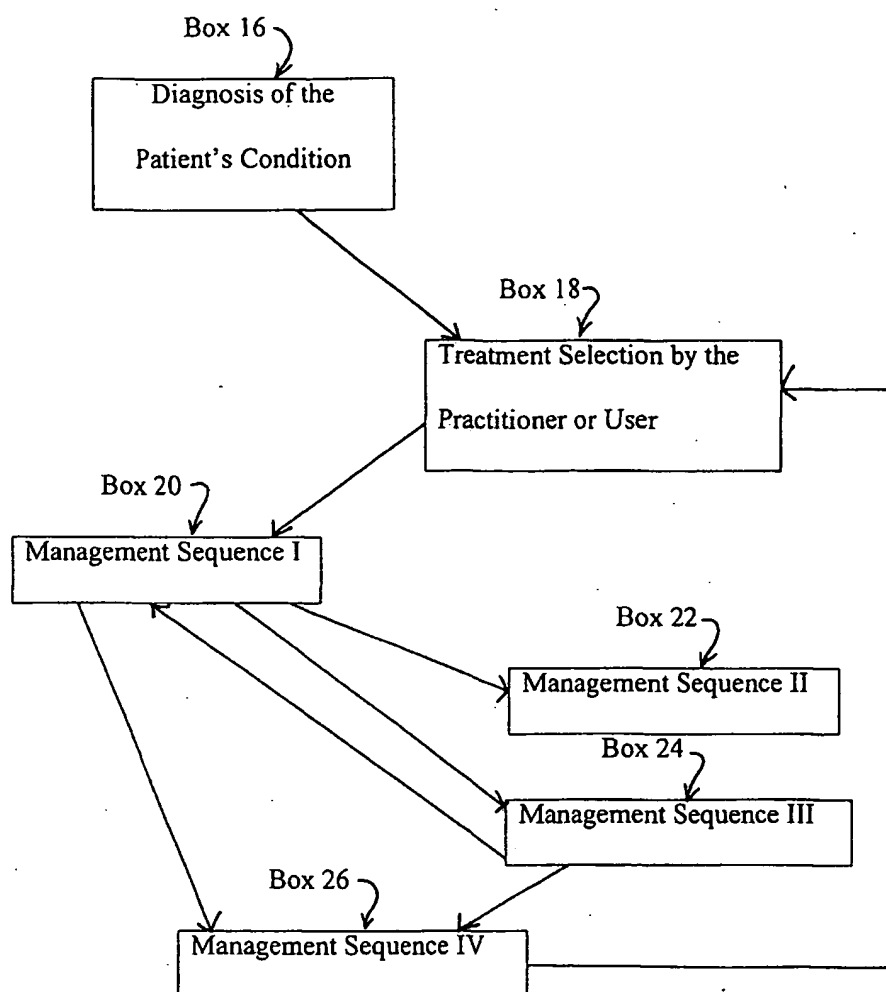 Box 16
Diagnosis of the
Patient's Condition
Box 18
Treatment Selection by the
Practitioner or User
Box 20
Management Sequence I
Box 22
Management Sequence II
Box 24
Management Sequence III
Box 26
Management Sequence IV